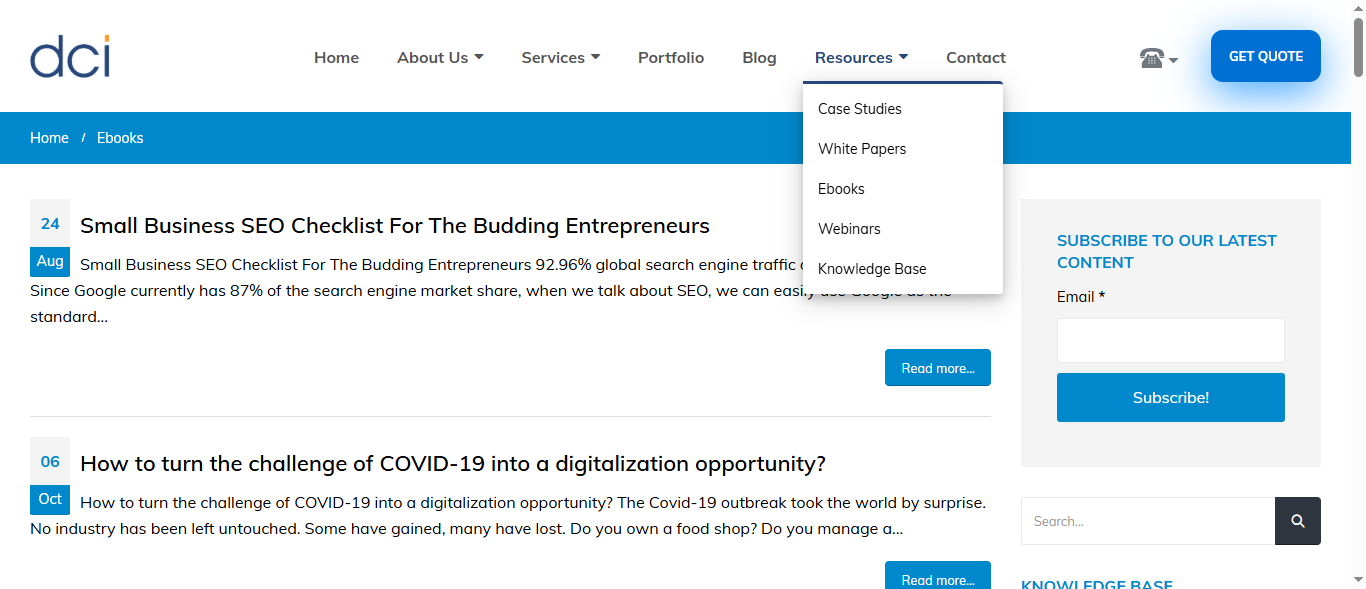 dci
Home
About Us
Services
Portfolio
Blog
Resources
Contact
GET QUOTE
Case Studies
White Papers
Ebooks
Webinars
Knowledge Base
Home / Ebooks
24
Aug
Small Business SEO Checklist For The Budding Entrepreneurs
Small Business SEO Checklist For The Budding Entrepreneurs 92.96% global search engine traffic
Since Google currently has 87% of the search engine market share, when we talk about SEO, we can easily use Google as the
standard...
Read more...
06
Oct
How to turn the challenge of COVID-19 into a digitalization opportunity?
How to turn the challenge of COVID-19 into a digitalization opportunity? The Covid-19 outbreak took the world by surprise.
No industry has been left untouched. Some have gained, many have lost. Do you own a food shop? Do you manage a...
Read more...
SUBSCRIBE TO OUR LATEST
CONTENT
Email *
Subscribe!
Search...
KNOWLEDGE BASE